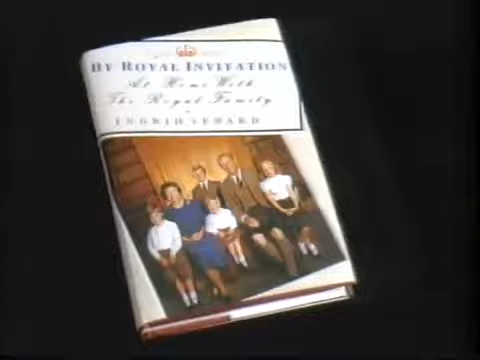 BY ROYAL INVITATION
At Home With
The Royal Family
INGRID SEWARD